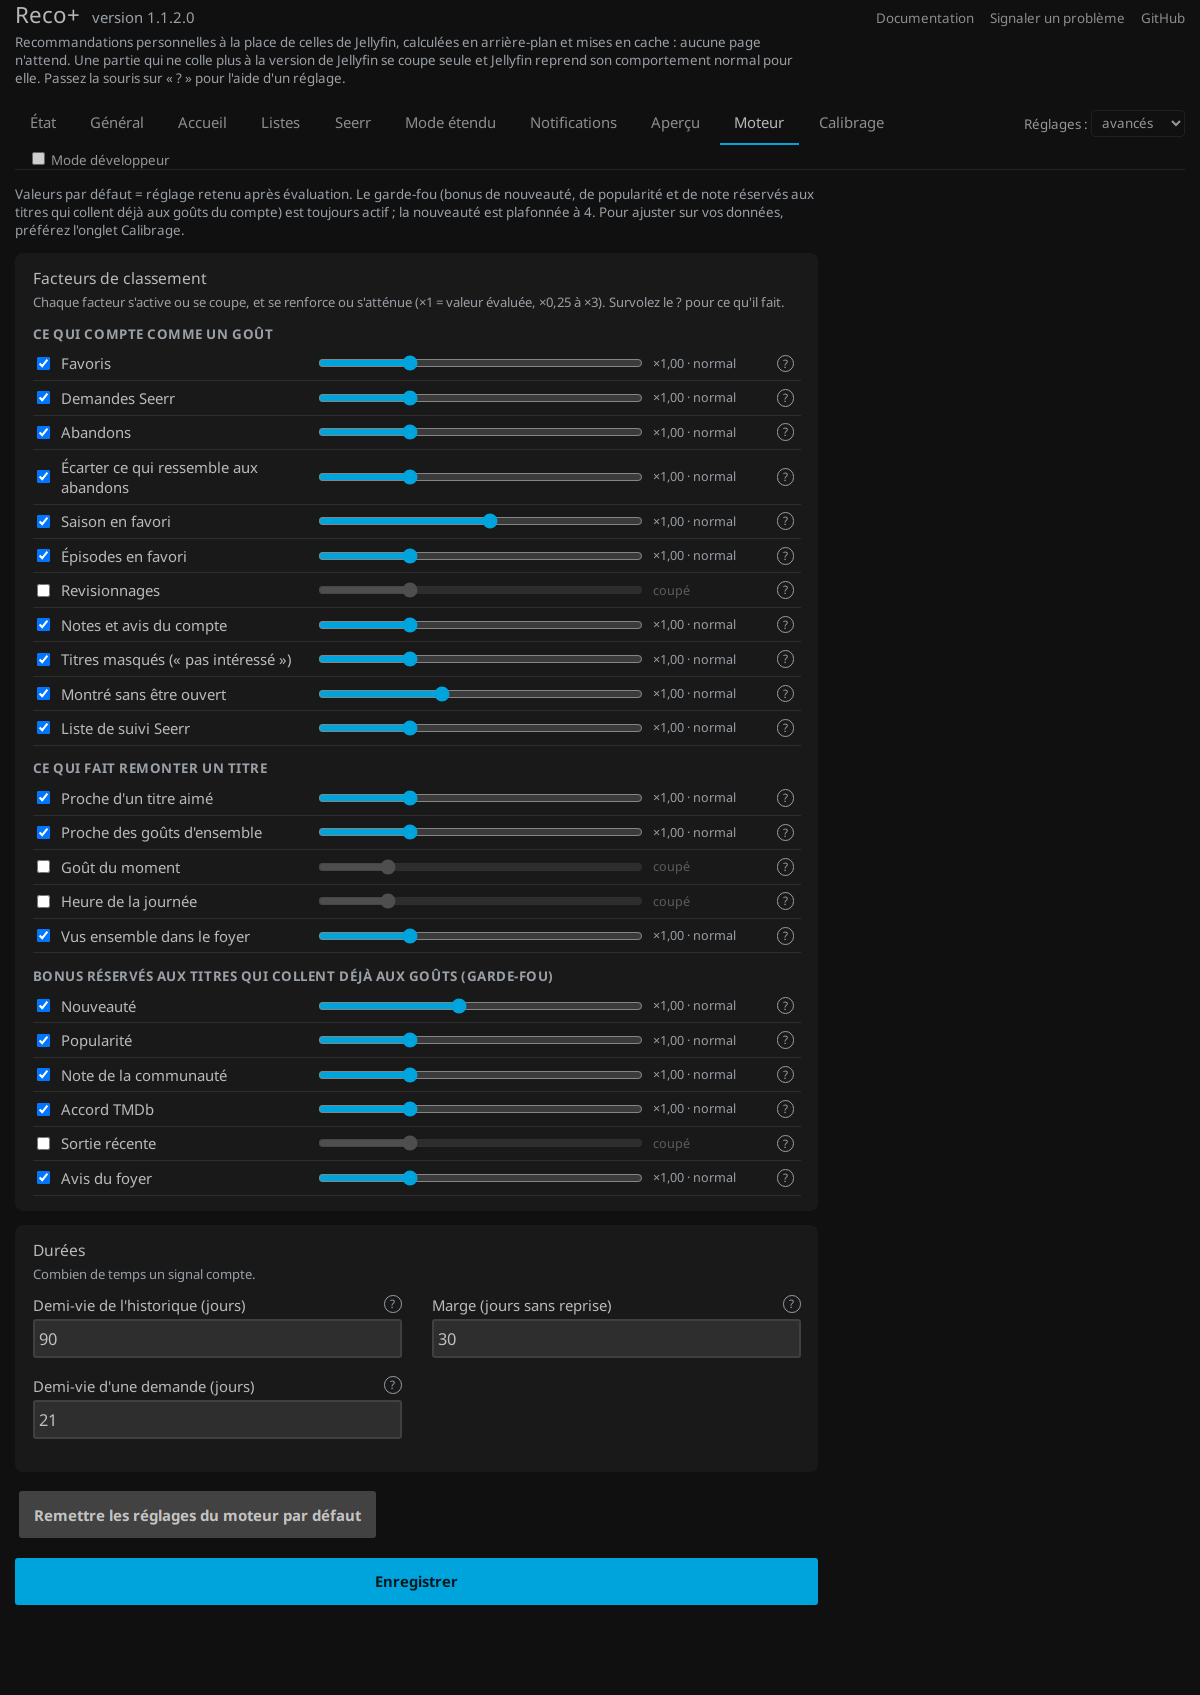 Reco+ version 1.1.2.0
Documentation Signaler un problème GitHub
Recommandations personnelles à la place de celles de Jellyfin, calculées en arrière-plan et mises en cache : aucune page
n'attend. Une partie qui ne colle plus à la version de Jellyfin se coupe seule et Jellyfin reprend son comportement normal pour
elle. Passez la souris sur « ? » pour l'aide d'un réglage.
État Général Accueil Listes Seerr Mode étendu Notifications Aperçu Moteur Calibrage
Réglages : avancés
Mode développeur
Valeurs par défaut = réglage retenu après évaluation. Le garde-fou (bonus de nouveauté, de popularité et de note réservés aux
titres qui collent déjà aux goûts du compte) est toujours actif ; la nouveauté est plafonnée à 4. Pour ajuster sur vos données,
préférez l'onglet Calibrage.
Facteurs de classement
Chaque facteur s'active ou se coupe, et se renforce ou s'atténue (×1 = valeur évaluée, ×0,25 à ×3). Survolez le ? pour ce qu'il fait.
CE QUI COMPTE COMME UN GOÛT
Favoris ×1,00 · normal ?
Demandes Seerr ×1,00 · normal ?
Abandons ×1,00 · normal ?
Écarter ce qui ressemble aux
abandons ×1,00 · normal ?
Saison en favori ×1,00 · normal ?
Épisodes en favori ×1,00 · normal ?
Revisionnages coupé ?
Notes et avis du compte ×1,00 · normal ?
Titres masqués (« pas intéressé ») ×1,00 · normal ?
Montré sans être ouvert ×1,00 · normal ?
Liste de suivi Seerr ×1,00 · normal ?
CE QUI FAIT REMONTER UN TITRE
Proche d'un titre aimé ×1,00 · normal ?
Proche des goûts d'ensemble ×1,00 · normal ?
Goût du moment coupé ?
Heure de la journée coupé ?
Vus ensemble dans le foyer ×1,00 · normal ?
BONUS RÉSERVÉS AUX TITRES QUI COLLENT DÉJÀ AUX GOÛTS (GARDE-FOU)
Nouveauté ×1,00 · normal ?
Popularité ×1,00 · normal ?
Note de la communauté ×1,00 · normal ?
Accord TMDb ×1,00 · normal ?
Sortie récente coupé ?
Avis du foyer ×1,00 · normal ?
Durées
Combien de temps un signal compte.
Demi-vie de l'historique (jours) ?
90
Marge (jours sans reprise) ?
30
Demi-vie d'une demande (jours) ?
21
Remettre les réglages du moteur par défaut
Enregistrer